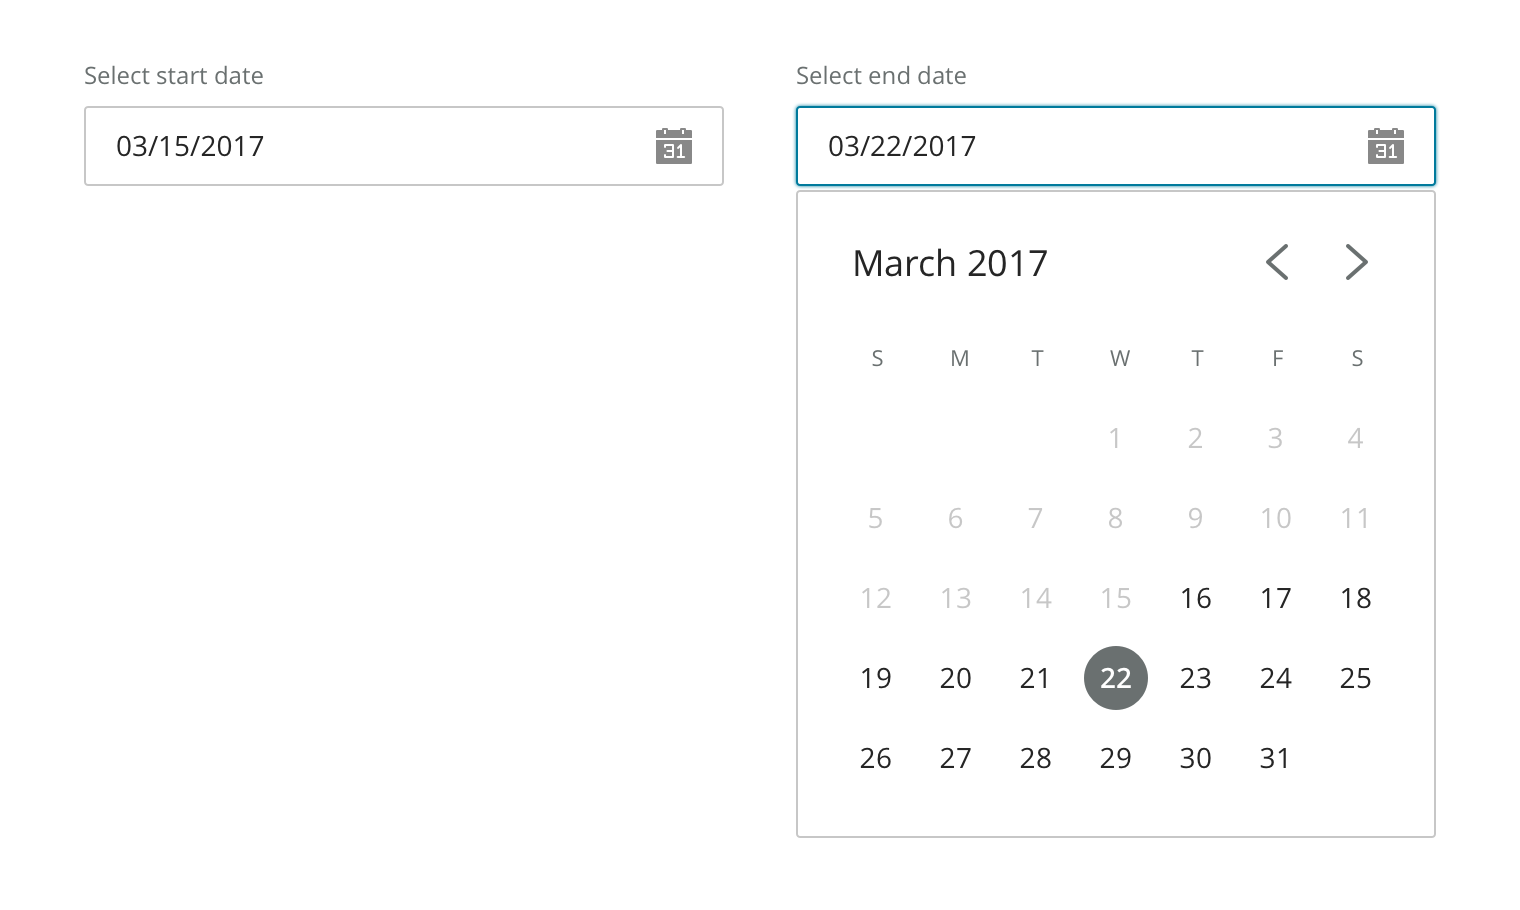 Select start date
03/15/2017
31
Select end date
03/22/2017
31
March 2017
S M T W T F S
1 2 3 4
5 6 7 8 9 10 11
12 13 14 15 16 17 18
19 20 21 22 23 24 25
26 27 28 29 30 31